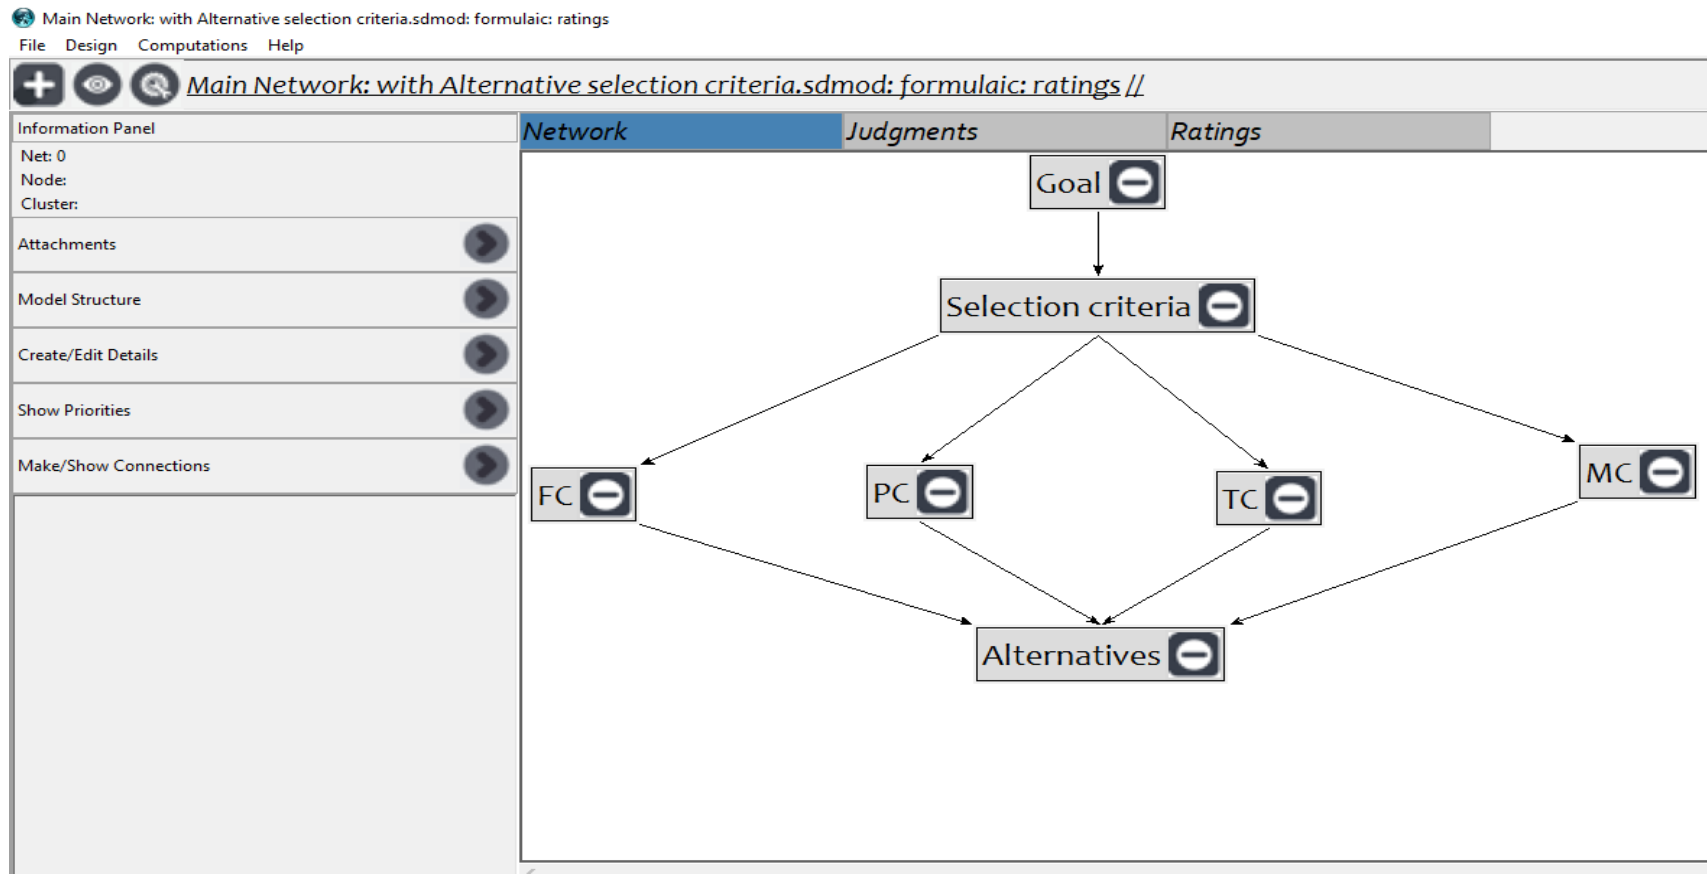 Main Network: with Alternative selection criteria.sdmod: formulaic: ratings
File Design Computations Help
Main Network: with Alternative selection criteria.sdmod: formulaic: ratings //
Information Panel
Net: 0
Node:
Cluster:
Attachments
Model Structure
Create/Edit Details
Show Priorities
Make/Show Connections
Network Judgments Ratings
Goal
Selection criteria
FC PC TC MC
Alternatives